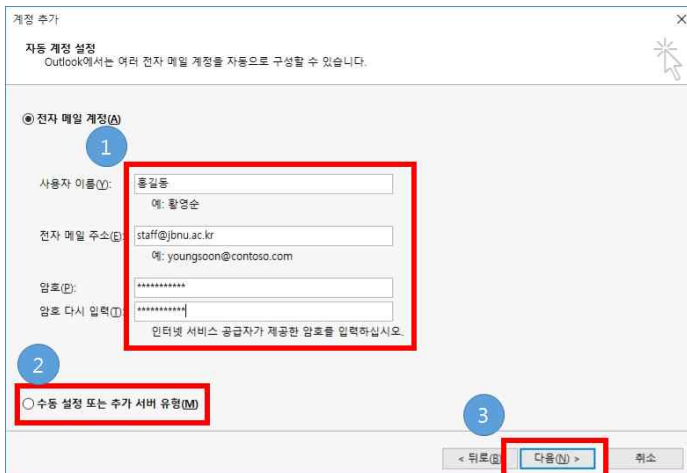 계정 추가
자동 계정 설정
Outlook에서는 여러 전자 메일 계정을 자동으로 구성할 수 있습니다.
전자 메일 계정(A)
1
사용자 이름(Y): 홍길동
예: 황영순
전자 메일 주소(E): staff@jbnu.ac.kr
예: youngsoon@contoso.com
암호(P): ***********
암호 다시 입력(T): ***********
인터넷 서비스 공급자가 제공한 암호를 입력하십시오.
2
수동 설정 또는 추가 서버 유형(M)
3
< 뒤로(B) 다음(N) > 취소